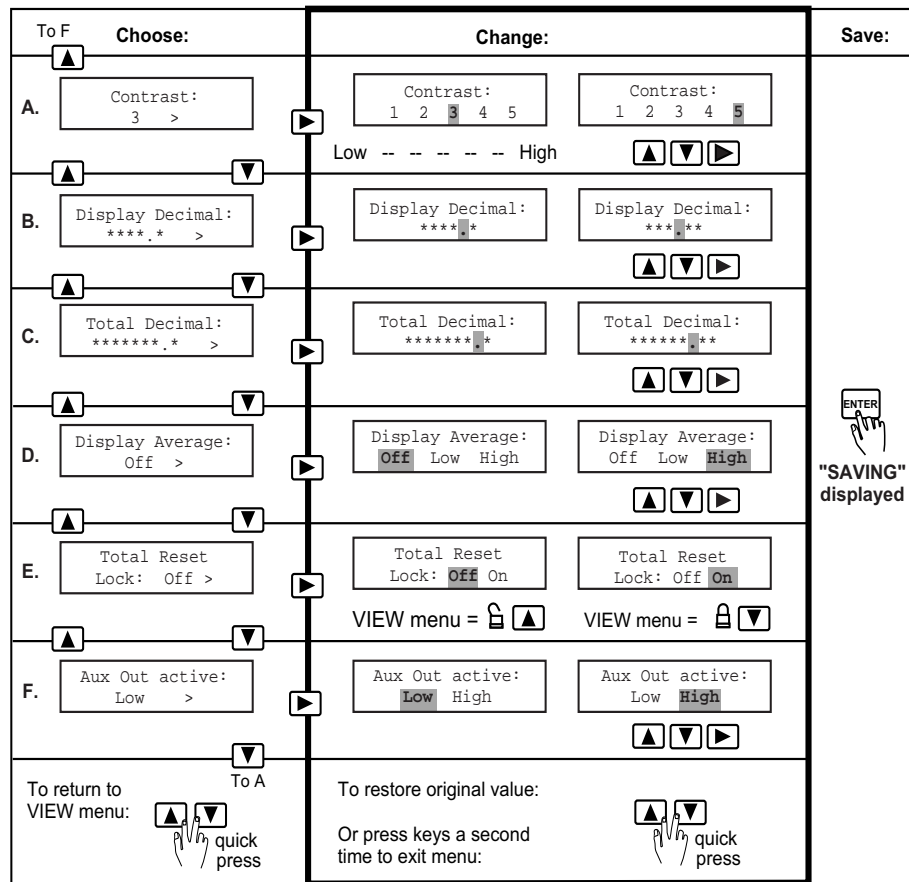 To F
Choose:
Change:
Save:
A.
Contrast:
3 >
Contrast:
1 2 3 4 5
Low -- -- -- -- -- High
Contrast:
1 2 3 4 5
B.
Display Decimal:
****.* >
Display Decimal:
****.*
Display Decimal:
***.**
C.
Total Decimal:
*******.* >
Total Decimal:
*******.*
Total Decimal:
******.**
D.
Display Average:
Off >
Display Average:
Off Low High
Display Average:
Off Low High
E.
Total Reset
Lock: Off >
Total Reset
Lock: Off On
VIEW menu =
Total Reset
Lock: Off On
VIEW menu =
F.
Aux Out active:
Low >
Aux Out active:
Low High
Aux Out active:
Low High
ENTER
"SAVING"
displayed
To A
To return to
VIEW menu:
quick
press
To restore original value:
Or press keys a second
time to exit menu:
quick
press